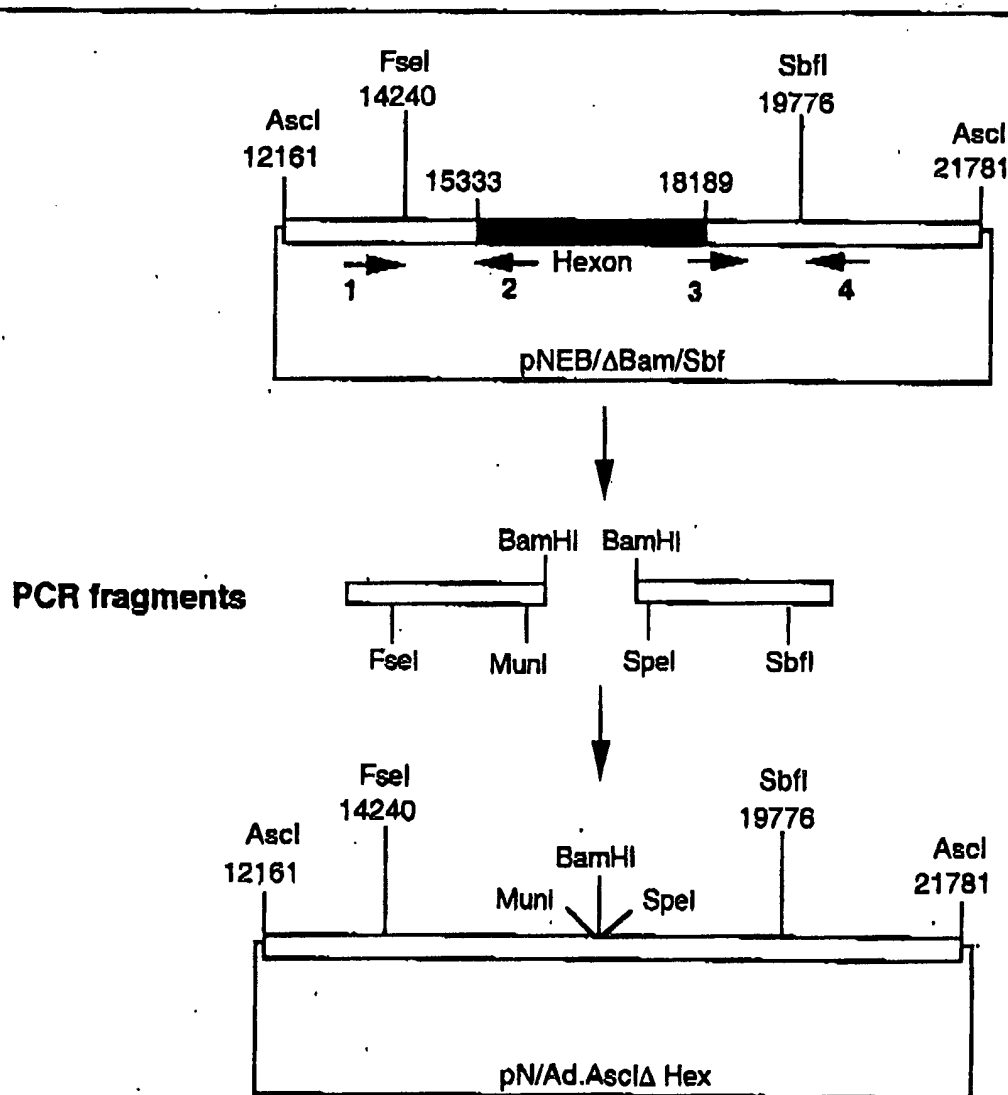 FseI
14240
SbfI
19776
AscI
12161
AscI
21781
15333
18189
Hexon
1
2
3
4
pNEB/ΔBam/Sbf
BamHI BamHI
PCR fragments
FseI
MunI
SpeI
SbfI
FseI
14240
SbfI
19776
AscI
12161
BamHI
AscI
21781
MunI
SpeI
pN/Ad.AscIΔ Hex